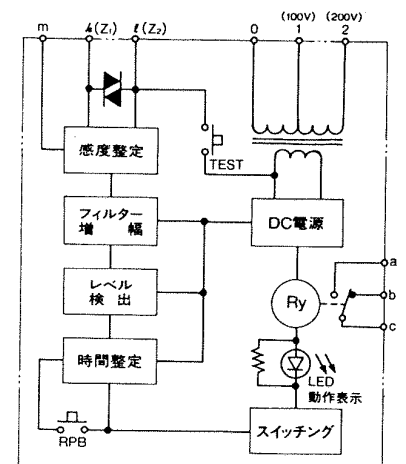 m
k(Z₁)
ℓ(Z₂)
0
(100V)
1
(200V)
2
感度整定
TEST
フィルター
増 幅
DC電源
レベル
検出
Ry
a
b
c
時間整定
LED
動作表示
RPB
スイッチング